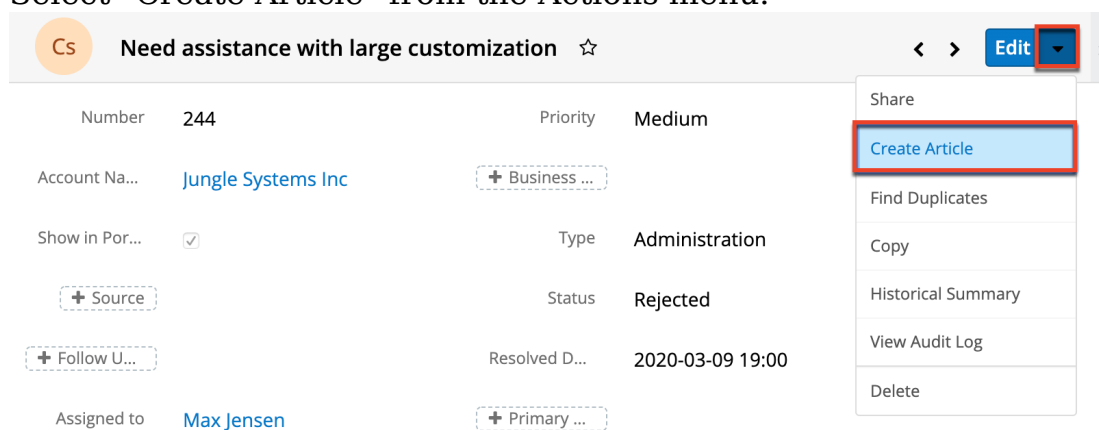 Select "Create Article" from the Actions menu.
Cs Need assistance with large customization Edit
Number 244 Priority Medium
Account Na... Jungle Systems Inc + Business ...
Show in Por... Type Administration
+ Source Status Rejected
+ Follow U... Resolved D... 2020-03-09 19:00
Assigned to Max Jensen + Primary ...
Share
Create Article
Find Duplicates
Copy
Historical Summary
View Audit Log
Delete